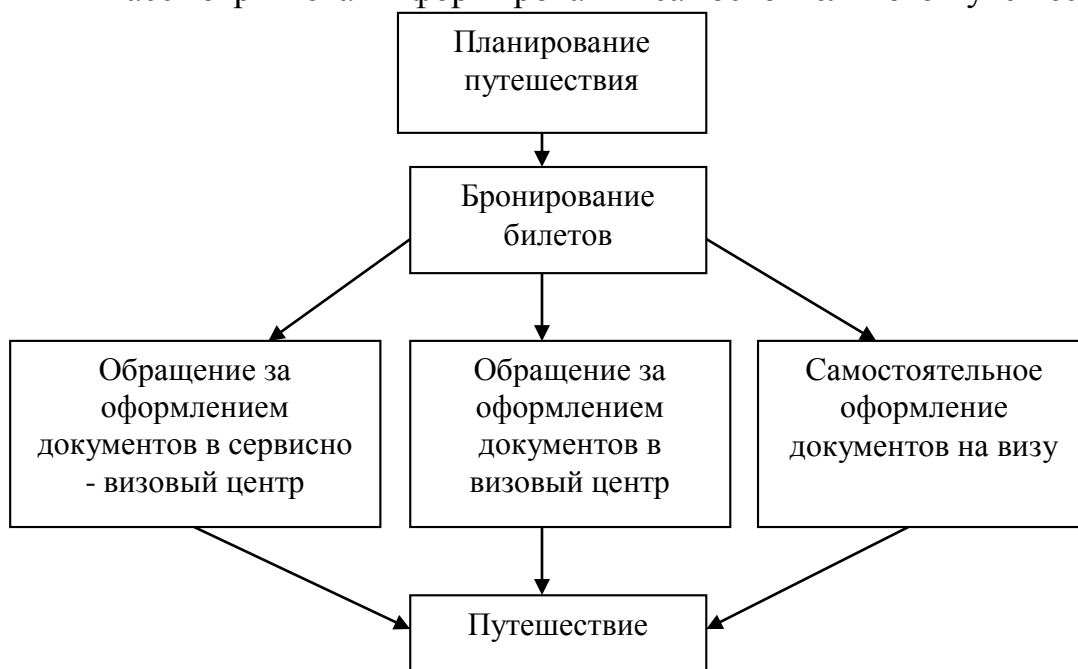 Планирование
путешествия
Бронирование
билетов
Обращение за
оформлением
документов в сервисно
- визовый центр
Обращение за
оформлением
документов в
визовый центр
Самостоятельное
оформление
документов на визу
Путешествие